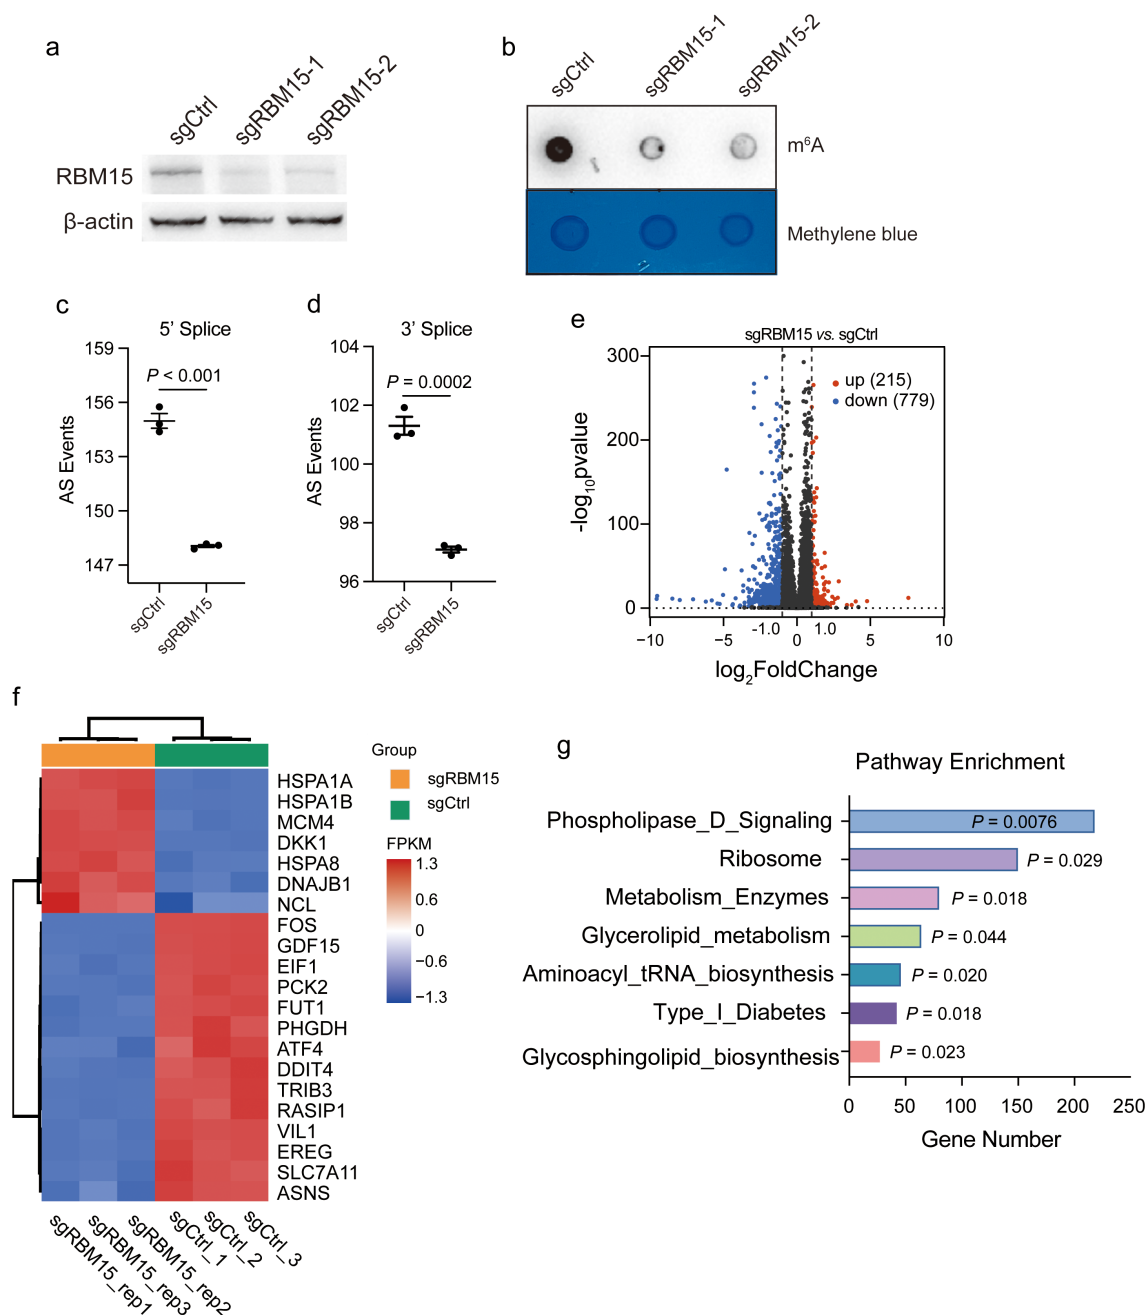 a
sgCtrl
sgRBM15-1
sgRBM15-2
RBM15
β-actin
b
sgCtrl
sgRBM15-1
sgRBM15-2
m⁶A
Methylene blue
c
5’ Splice
P < 0.001
159
156
153
150
147
AS Events
sgCtrl
sgRBM15
d
3’ Splice
P = 0.0002
104
102
100
98
96
AS Events
sgCtrl
sgRBM15
e
sgRBM15 vs. sgCtrl
up (215)
down (779)
300
200
100
0
-log₁₀pvalue
−10
−5
-1.0
0
1.0
5
10
log₂FoldChange
f
Group
sgRBM15
sgCtrl
FPKM
1.3
0.6
0
−0.6
−1.3
HSPA1A
HSPA1B
MCM4
DKK1
HSPA8
DNAJB1
NCL
FOS
GDF15
EIF1
PCK2
FUT1
PHGDH
ATF4
DDIT4
TRIB3
RASIP1
VIL1
EREG
SLC7A11
ASNS
sgRBM15_rep1
sgRBM15_rep3
sgRBM15_rep2
sgCtrl_1
sgCtrl_2
sgCtrl_3
g
Pathway Enrichment
Phospholipase_D_Signaling
P = 0.0076
Ribosome
P = 0.029
Metabolism_Enzymes
P = 0.018
Glycerolipid_metabolism
P = 0.044
Aminoacyl_tRNA_biosynthesis
P = 0.020
Type_I_Diabetes
P = 0.018
Glycosphingolipid_biosynthesis
P = 0.023
0
50
100
150
200
250
Gene Number